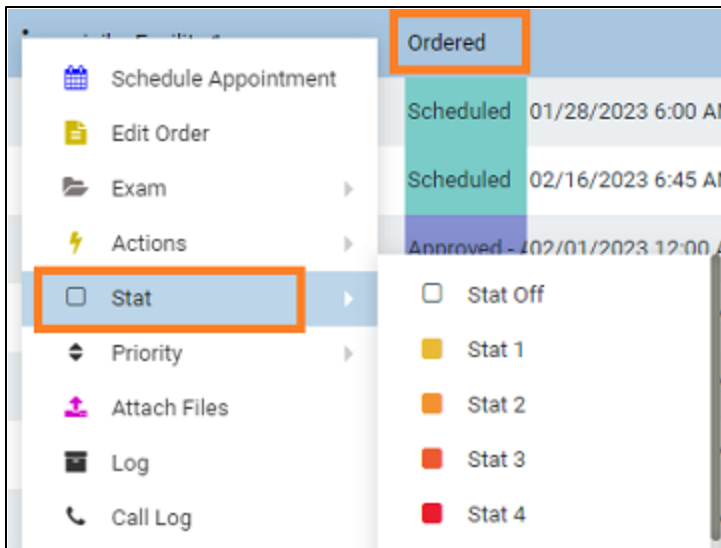 Ordered
Schedule Appointment
Scheduled 01/28/2023 6:00 A
Edit Order
Scheduled 02/16/2023 6:45 A
Exam
Actions
Approved - 02/01/2023 12:00
Stat
Stat Off
Priority
Stat 1
Attach Files
Stat 2
Log
Stat 3
Call Log
Stat 4